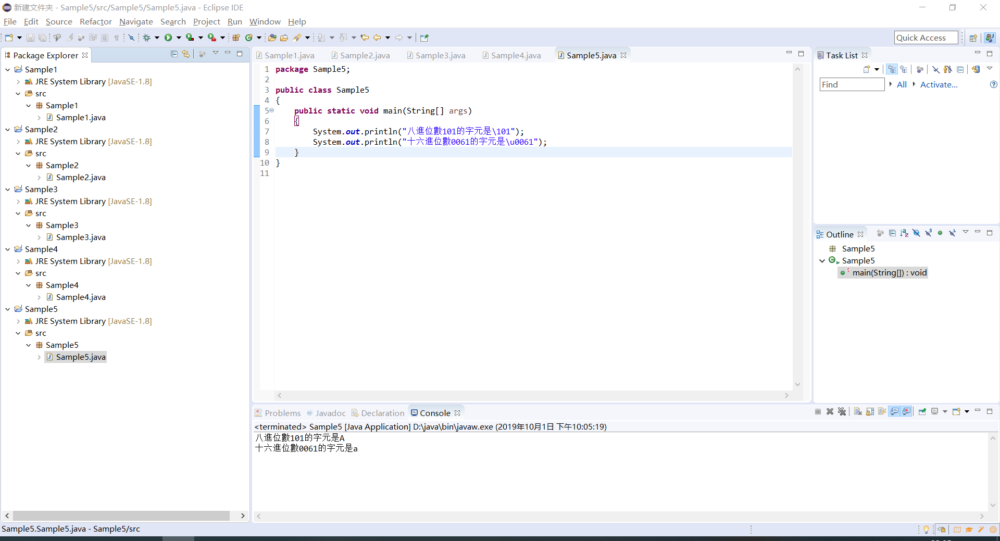 新建文件夹 - Sample5/src/Sample5/Sample5.java - Eclipse IDE
File Edit Source Refactor Navigate Search Project Run Window Help
Quick Access
Package Explorer
Sample1
JRE System Library [JavaSE-1.8]
src
Sample1
Sample1.java
Sample2
JRE System Library [JavaSE-1.8]
src
Sample2
Sample2.java
Sample3
JRE System Library [JavaSE-1.8]
src
Sample3
Sample3.java
Sample4
JRE System Library [JavaSE-1.8]
src
Sample4
Sample4.java
Sample5
JRE System Library [JavaSE-1.8]
src
Sample5
Sample5.java
Sample1.java Sample2.java Sample3.java Sample4.java Sample5.java
1 package Sample5;
2
3 public class Sample5
4 {
5 public static void main(String[] args)
6 {
7 System.out.println("八進位數101的字元是\101");
8 System.out.println("十六進位數0061的字元是\u0061");
9 }
10 }
11
Task List
Find All Activate...
Outline
Sample5
Sample5
main(String[]) : void
Problems @ Javadoc Declaration Console
<terminated> Sample5 [Java Application] D:\java\bin\javaw.exe (2019年10月1日 下午10:05:19)
八進位數101的字元是A
十六進位數0061的字元是a
Sample5.Sample5.java - Sample5/src